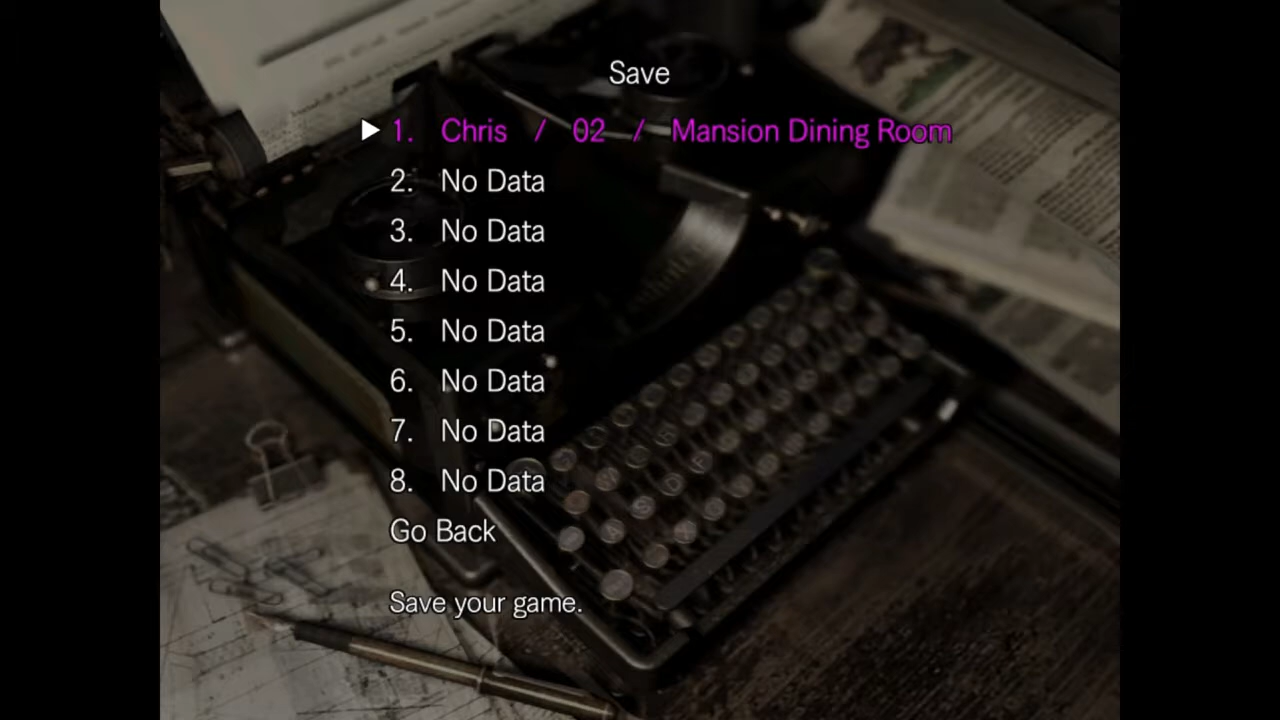 Save
1. Chris / 02 / Mansion Dining Room
2. No Data
3. No Data
4. No Data
5. No Data
6. No Data
7. No Data
8. No Data
Go Back
Save your game.